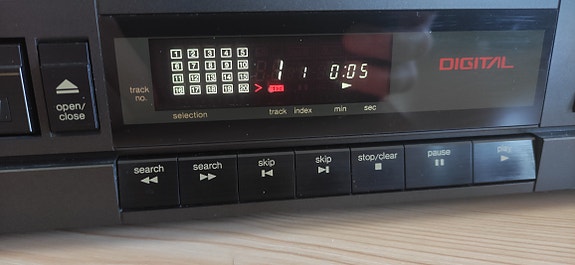 1 2 3 4 5
6 7 8 9 10
11 12 13 14 15
16 17 18 19 20
1 1 0:05
DIGITAL
track no.
selection
track index min sec
open/
close
search
search
skip
skip
stop/clear
pause
play